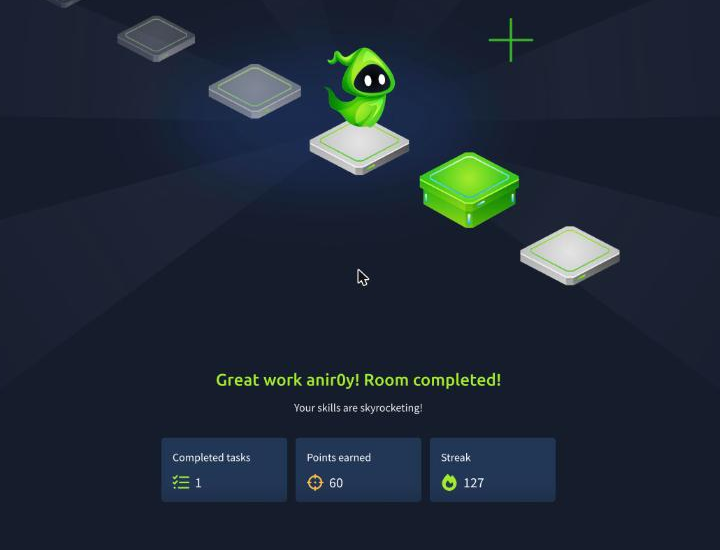 Great work anir0y! Room completed!
Your skills are skyrocketing!
Completed tasks
1
Points earned
60
Streak
127